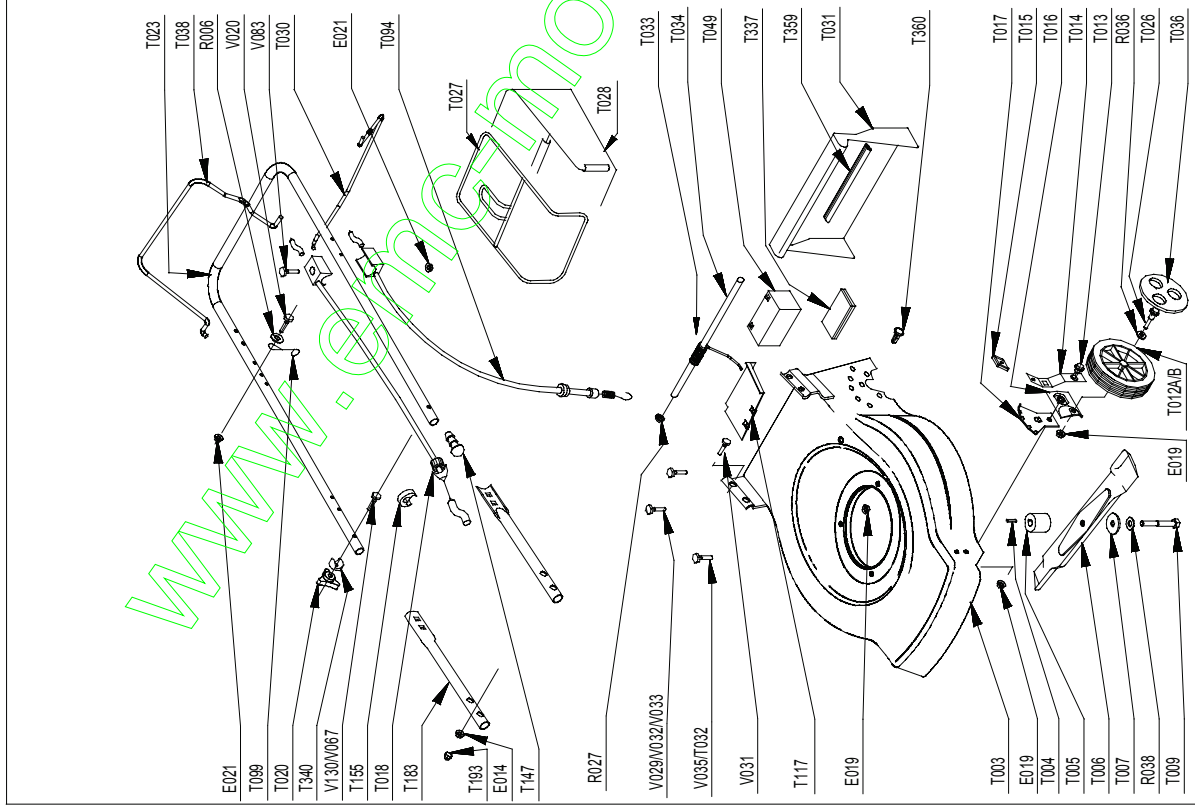 T023
T038
R006
V020
V083
T030
E021
T094
T027
T028
T033
T034
T049
T337
T359
T031
T360
T017
T015
T016
T014
T013
R036
T026
T036
T012A/B
E019
E021
T099
T020
T340
V130/V067
T155
T018
T183
T193
E014
T147
R027
V029/V032/V033
V035/T032
V031
T117
E019
T003
E019
T004
T005
T006
T007
R038
T009
www.emc-mo